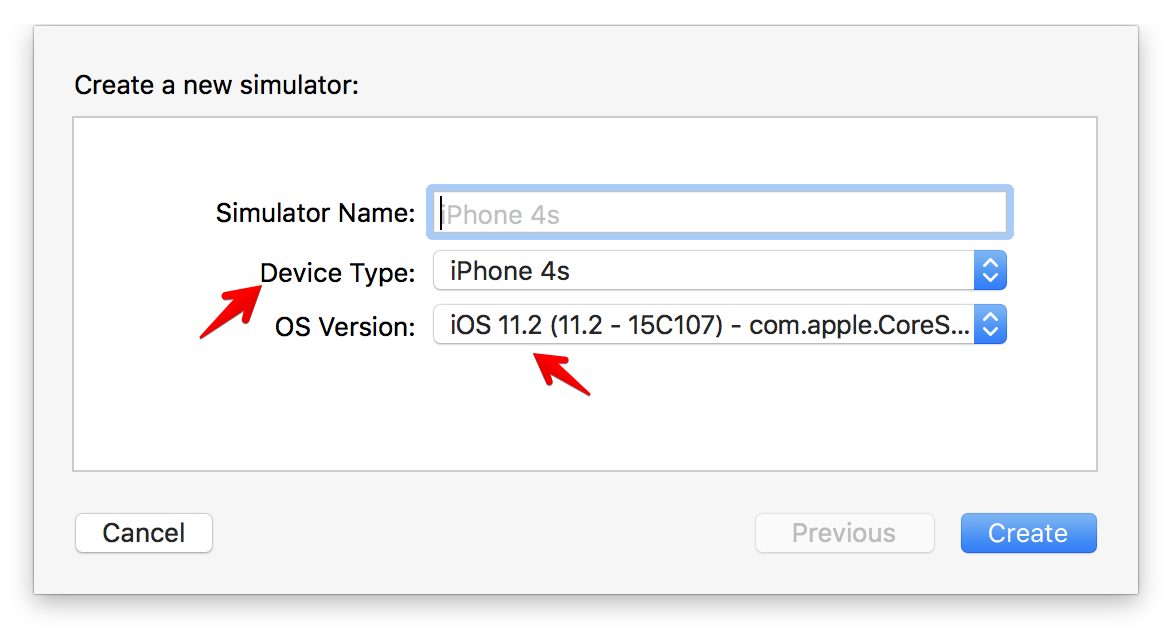 Create a new simulator:
Simulator Name: iPhone 4s
Device Type: iPhone 4s
OS Version: iOS 11.2 (11.2 - 15C107) - com.apple.CoreS...
Cancel Previous Create